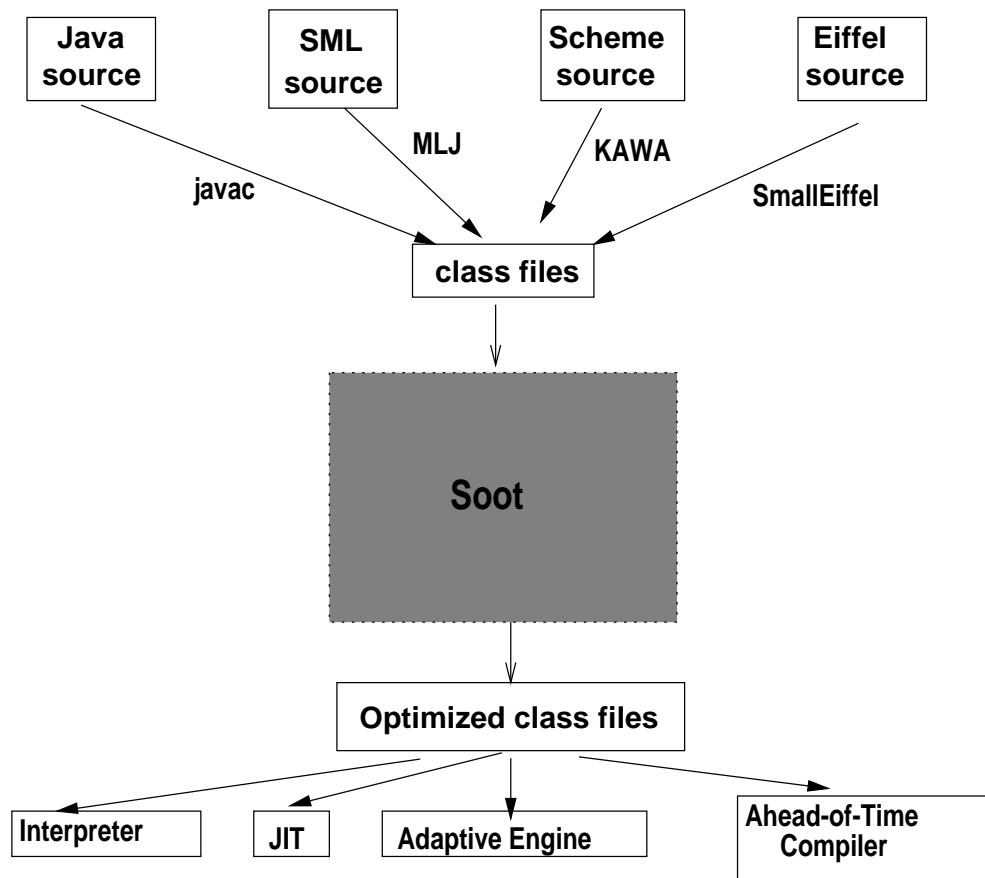 Java
source
SML
source
Scheme
source
Eiffel
source
javac
MLJ
KAWA
SmallEiffel
class files
Soot
Optimized class files
Interpreter
JIT
Adaptive Engine
Ahead-of-Time
Compiler